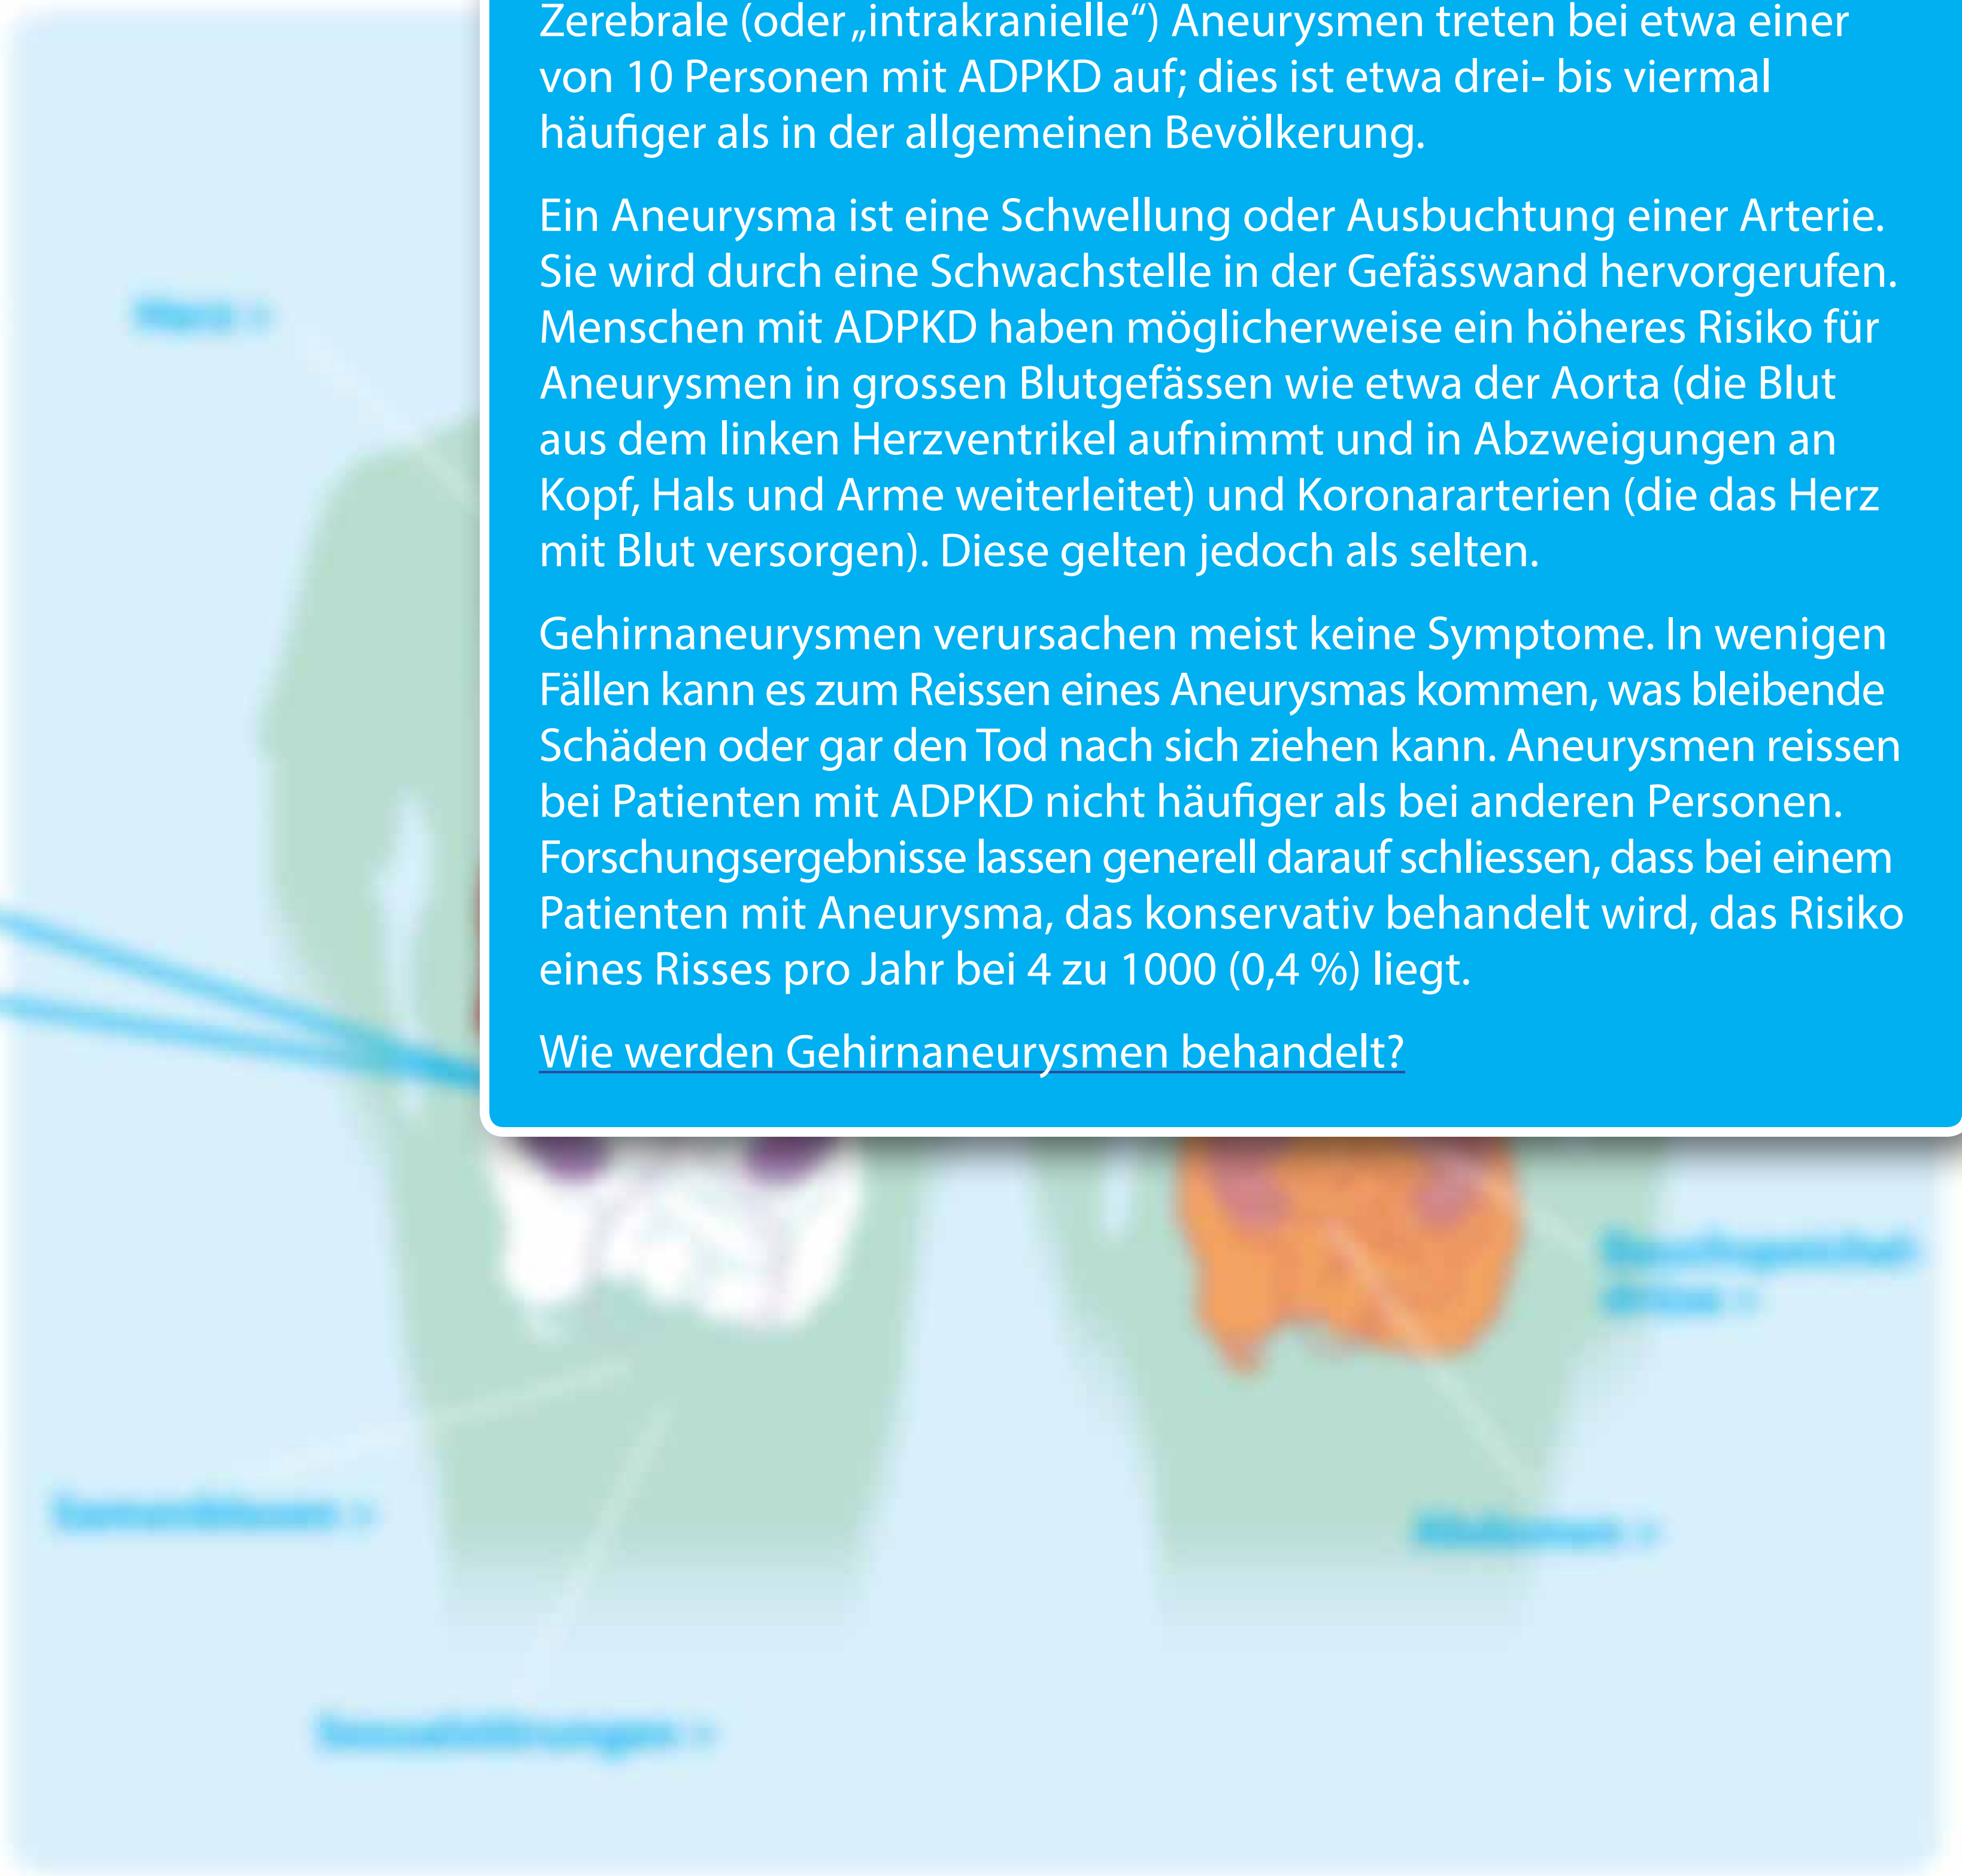 Zerebrale (oder „intrakranielle“) Aneurysmen treten bei etwa einer
von 10 Personen mit ADPKD auf; dies ist etwa drei- bis viermal
häufiger als in der allgemeinen Bevölkerung.
Ein Aneurysma ist eine Schwellung oder Ausbuchtung einer Arterie.
Sie wird durch eine Schwachstelle in der Gefässwand hervorgerufen.
Menschen mit ADPKD haben möglicherweise ein höheres Risiko für
Aneurysmen in grossen Blutgefässen wie etwa der Aorta (die Blut
aus dem linken Herzventrikel aufnimmt und in Abzweigungen an
Kopf, Hals und Arme weiterleitet) und Koronararterien (die das Herz
mit Blut versorgen). Diese gelten jedoch als selten.
Gehirnaneurysmen verursachen meist keine Symptome. In wenigen
Fällen kann es zum Reissen eines Aneurysmas kommen, was bleibende
Schäden oder gar den Tod nach sich ziehen kann. Aneurysmen reissen
bei Patienten mit ADPKD nicht häufiger als bei anderen Personen.
Forschungsergebnisse lassen generell darauf schliessen, dass bei einem
Patienten mit Aneurysma, das konservativ behandelt wird, das Risiko
eines Risses pro Jahr bei 4 zu 1000 (0,4 %) liegt.
Wie werden Gehirnaneurysmen behandelt?